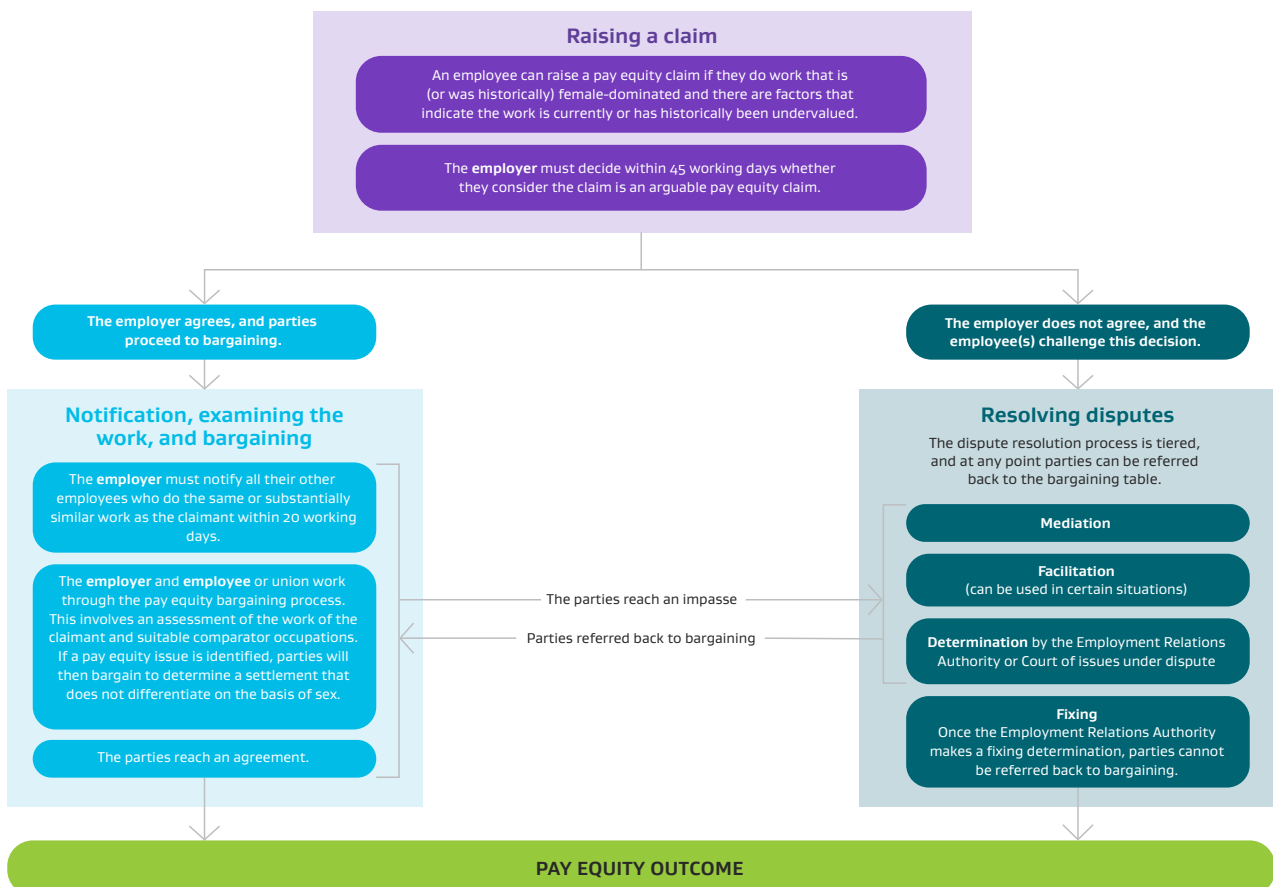 Raising a claim
An employee can raise a pay equity claim if they do work that is
(or was historically) female-dominated and there are factors that
indicate the work is currently or has historically been undervalued.
The employer must decide within 45 working days whether
they consider the claim is an arguable pay equity claim.
The employer agrees, and parties
proceed to bargaining.
The employer does not agree, and the
employee(s) challenge this decision.
Notification, examining the
work, and bargaining
The employer must notify all their other
employees who do the same or substantially
similar work as the claimant within 20 working
days.
The employer and employee or union work
through the pay equity bargaining process.
This involves an assessment of the work of the
claimant and suitable comparator occupations.
If a pay equity issue is identified, parties will
then bargain to determine a settlement that
does not differentiate on the basis of sex.
The parties reach an agreement.
The parties reach an impasse
Parties referred back to bargaining
Resolving disputes
The dispute resolution process is tiered,
and at any point parties can be referred
back to the bargaining table.
Mediation
Facilitation
(can be used in certain situations)
Determination by the Employment Relations
Authority or Court of issues under dispute
Fixing
Once the Employment Relations Authority
makes a fixing determination, parties cannot
be referred back to bargaining.
PAY EQUITY OUTCOME